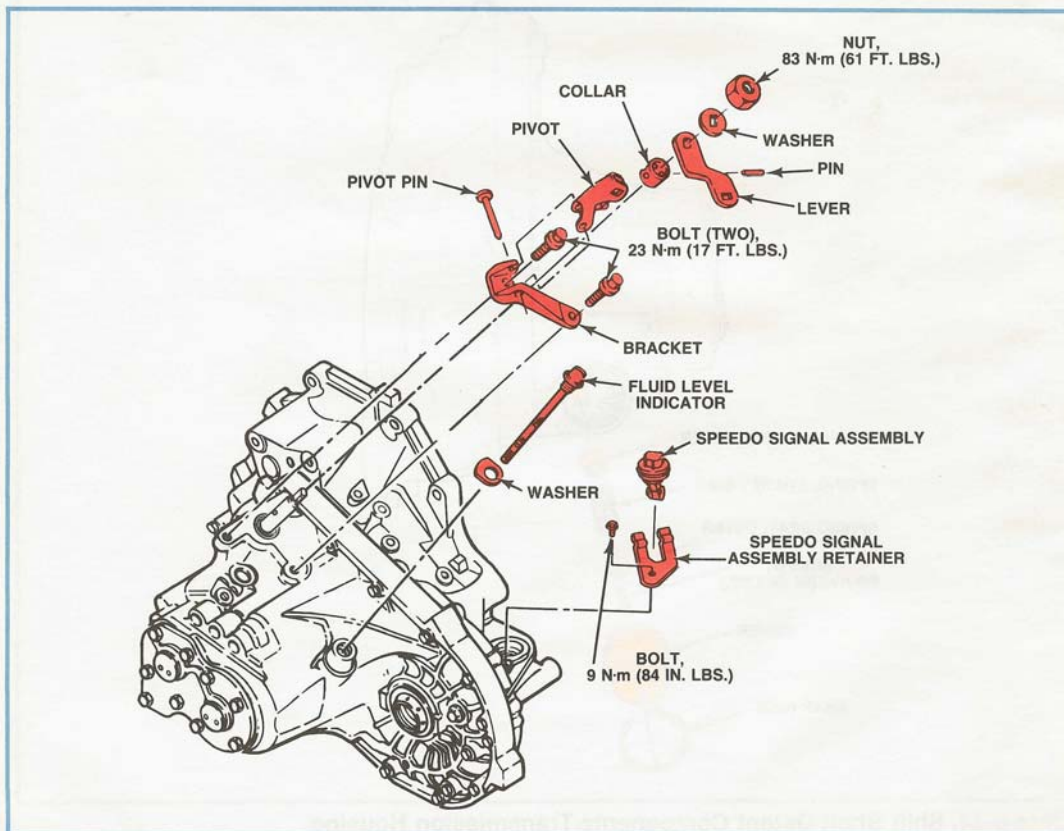 NUT,
83 N·m (61 FT. LBS.)
COLLAR
PIVOT
WASHER
PIVOT PIN
PIN
LEVER
BOLT (TWO),
23 N·m (17 FT. LBS.)
BRACKET
FLUID LEVEL
INDICATOR
SPEEDO SIGNAL ASSEMBLY
WASHER
SPEEDO SIGNAL
ASSEMBLY RETAINER
BOLT,
9 N·m (84 IN. LBS.)